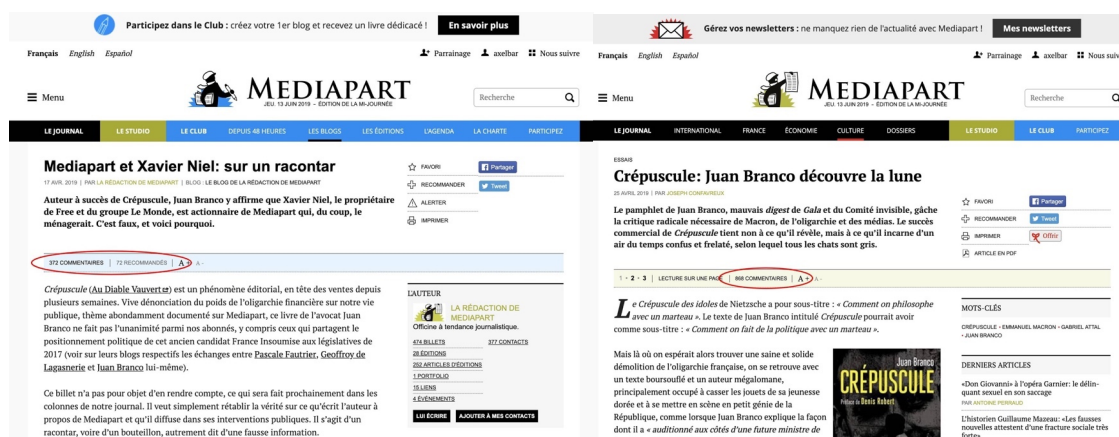 Participez dans le Club : créez votre 1er blog et recevez un livre dédicacé !
En savoir plus
Français English Español
Parrainage axelbar Nous suivre
Menu
MEDIAPART
JEU. 13 JUIN 2019 – ÉDITION DE LA MI-JOURNÉE
Recherche
LE JOURNAL LE STUDIO LE CLUB DEPUIS 48 HEURES LES BLOGS LES ÉDITIONS L'AGENDA LA CHARTE PARTICIPEZ
Mediapart et Xavier Niel: sur un racontar
17 AVR. 2019 | PAR LA RÉDACTION DE MEDIAPART | BLOG : LE BLOG DE LA RÉDACTION DE MEDIAPART
Auteur à succès de Crépuscule, Juan Branco y affirme que Xavier Niel, le propriétaire
de Free et du groupe Le Monde, est actionnaire de Mediapart qui, du coup, le
ménagerait. C'est faux, et voici pourquoi.
FAVORI
RECOMMANDER
ALERTER
IMPRIMER
Partager
Tweet
372 COMMENTAIRES | 72 RECOMMANDÉS | A+ A-
Crépuscule (Au Diable Vauvert) est un phénomène éditorial, en tête des ventes depuis
plusieurs semaines. Vive dénonciation du poids de l'oligarchie financière sur notre vie
publique, thème abondamment documenté sur Mediapart, ce livre de l'avocat Juan
Branco ne fait pas l'unanimité parmi nos abonnés, y compris ceux qui partagent le
positionnement politique de cet ancien candidat France Insoumise aux législatives de
2017 (voir sur leurs blogs respectifs les échanges entre Pascale Fautrier, Geoffroy de
Lagasnerie et Juan Branco lui-même).
Ce billet n'a pas pour objet d'en rendre compte, ce qui sera fait prochainement dans les
colonnes de notre journal. Il veut simplement rétablir la vérité sur ce qu'écrit l'auteur à
propos de Mediapart et qu'il diffuse dans ses interventions publiques. Il s'agit d'un
racontar, voire d'un bouteillon, autrement dit d'une fausse information.
L'AUTEUR
LA RÉDACTION DE
MEDIAPART
Officine à tendance journalistique.
474 BILLETS 377 CONTACTS
28 ÉDITIONS
252 ARTICLES D'ÉDITIONS
1 PORTFOLIO
15 LIENS
4 ÉVÉNEMENTS
LUI ÉCRIRE AJOUTER À MES CONTACTS
Gérez vos newsletters : ne manquez rien de l'actualité avec Mediapart !
Mes newsletters
Français English Español
Parrainage axelbar Nous suiv
Menu
MEDIAPART
JEU. 13 JUIN 2019 – ÉDITION DE LA MI-JOURNÉE
Recherche
LE JOURNAL INTERNATIONAL FRANCE ÉCONOMIE CULTURE DOSSIERS LE STUDIO LE CLUB PARTICIPEZ
ESSAIS
Crépuscule: Juan Branco découvre la lune
25 AVRIL 2019 | PAR JOSEPH CONFAVREUX
Le pamphlet de Juan Branco, mauvais digest de Gala et du Comité invisible, gâche
la critique radicale nécessaire de Macron, de l'oligarchie et des médias. Le succès
commercial de Crépuscule tient non à ce qu'il révèle, mais à ce qu'il incarne d'un
air du temps confus et frelaté, selon lequel tous les chats sont gris.
FAVORI
RECOMMANDER
IMPRIMER
ARTICLE EN PDF
Partager
Tweet
Offrir
1 • 2 • 3 | LECTURE SUR UNE PAGE | 868 COMMENTAIRES | A+ A-
Le Crépuscule des idoles de Nietzsche a pour sous-titre : « Comment on philosophe
avec un marteau ». Le texte de Juan Branco intitulé Crépuscule pourrait avoir
comme sous-titre : « Comment on fait de la politique avec un marteau ».
Mais là où on espérait alors trouver une saine et solide
démolition de l'oligarchie française, on se retrouve avec
un texte boursouflé et un auteur mégalomane,
principalement occupé à casser les jouets de sa jeunesse
dorée et à se mettre en scène en petit génie de la
République, comme lorsque Juan Branco explique la façon
dont il a « auditionné aux côtés d'une future ministre de
Juan Branco
CRÉPUSCULE
Préface de Denis Robert
MOTS-CLÉS
CRÉPUSCULE • EMMANUEL MACRON • GABRIEL ATTAL
• JUAN BRANCO
DERNIERS ARTICLES
«Don Giovanni» à l'opéra Garnier: le délin-
quant sexuel en son saccage
PAR ANTOINE PERRAUD
L'historien Guillaume Mazeau: «Les fausses
nouvelles attestent d'une fracture sociale très
forte»